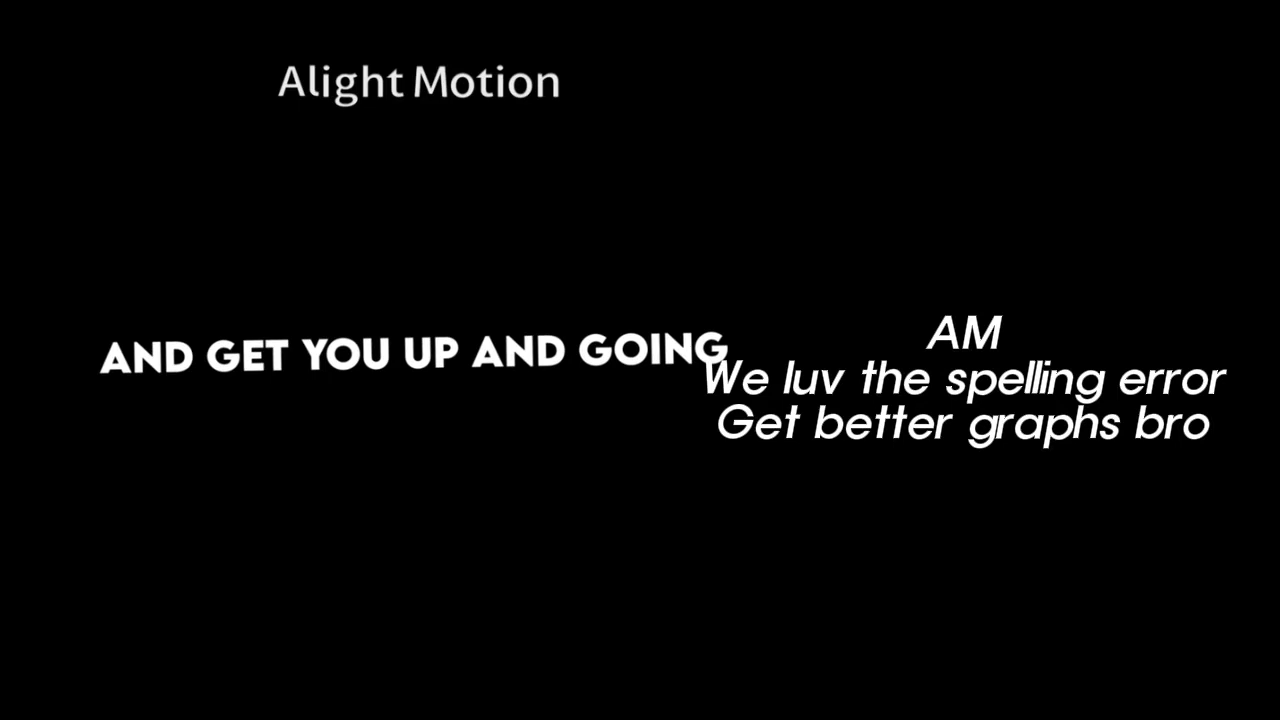 Alight Motion
AND GET YOU UP AND GOING
AM
We luv the spelling error
Get better graphs bro